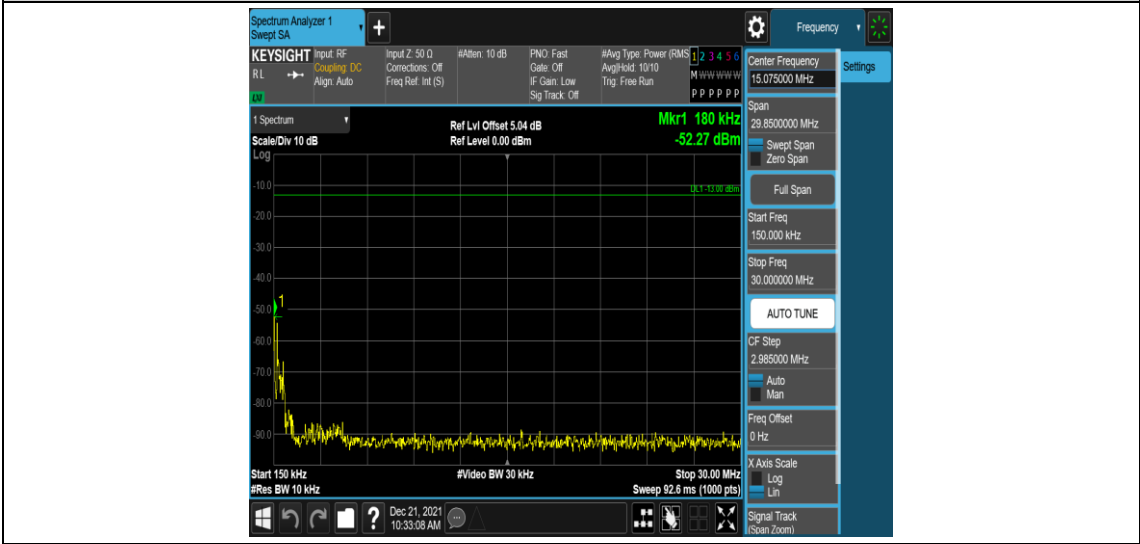 Spectrum Analyzer 1
Swept SA
+
Frequency
KEYSIGHT
RL
LXI
Input: RF
Coupling: DC
Align: Auto
Input Z: 50 Ω
Corrections: Off
Freq Ref: Int (S)
#Atten: 10 dB
PNO: Fast
Gate: Off
IF Gain: Low
Sig Track: Off
#Avg Type: Power (RMS
Avg|Hold: 10/10
Trig: Free Run
1 2 3 4 5 6
M W W W W W
P P P P P P
1 Spectrum
Scale/Div 10 dB
Log
Ref Lvl Offset 5.04 dB
Ref Level 0.00 dBm
Mkr1 180 kHz
-52.27 dBm
DL1 -13.00 dBm
-10.0
-20.0
-30.0
-40.0
-50.0
-60.0
-70.0
-80.0
-90.0
1
Start 150 kHz
#Res BW 10 kHz
#Video BW 30 kHz
Stop 30.00 MHz
Sweep 92.6 ms (1000 pts)
Center Frequency
15.075000 MHz
Span
29.8500000 MHz
Swept Span
Zero Span
Full Span
Start Freq
150.000 kHz
Stop Freq
30.000000 MHz
AUTO TUNE
CF Step
2.985000 MHz
Auto
Man
Freq Offset
0 Hz
X Axis Scale
Log
Lin
Signal Track
(Span Zoom)
Settings
?
Dec 21, 2021
10:33:08 AM